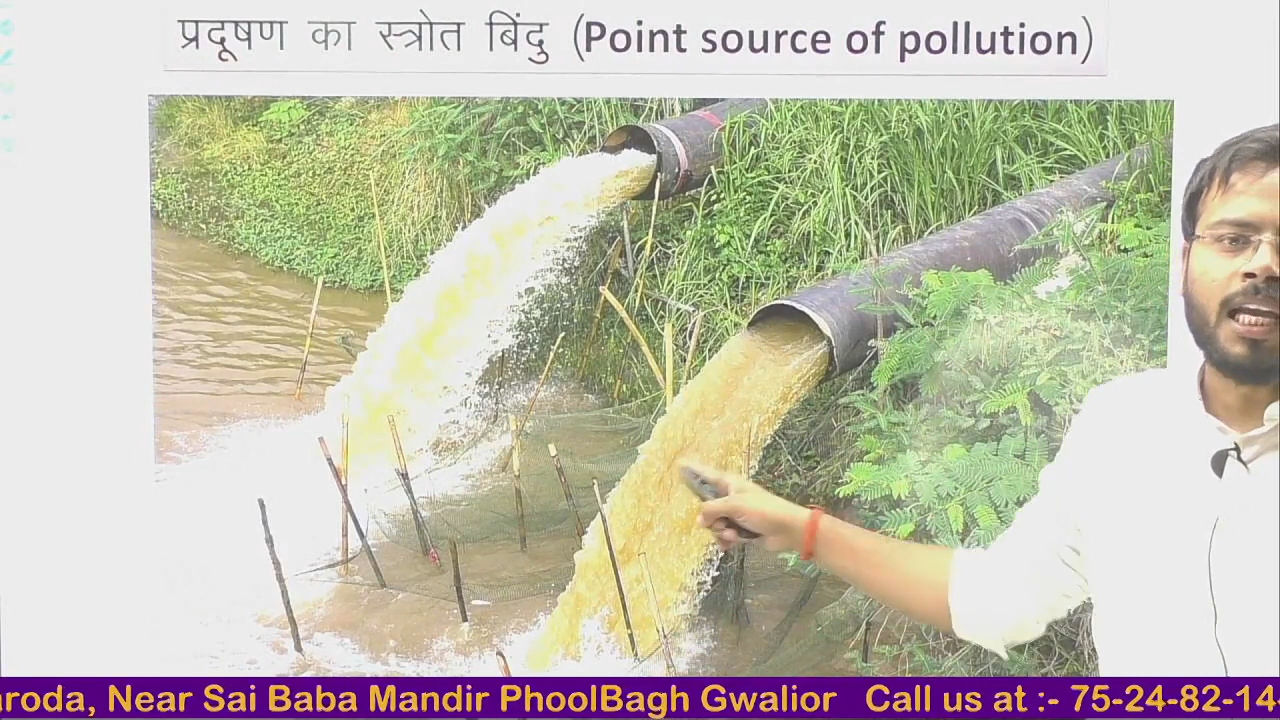 प्रदूषण का स्त्रोत बिंदु (Point source of pollution)
Near Sai Baba Mandir PhoolBagh Gwalior Call us at :- 75-24-82-14